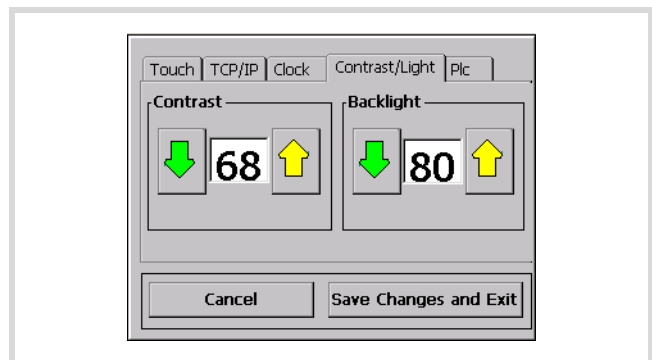 Touch TCP/IP Clock Contrast/Light Plc
Contrast Backlight
68 80
Cancel Save Changes and Exit